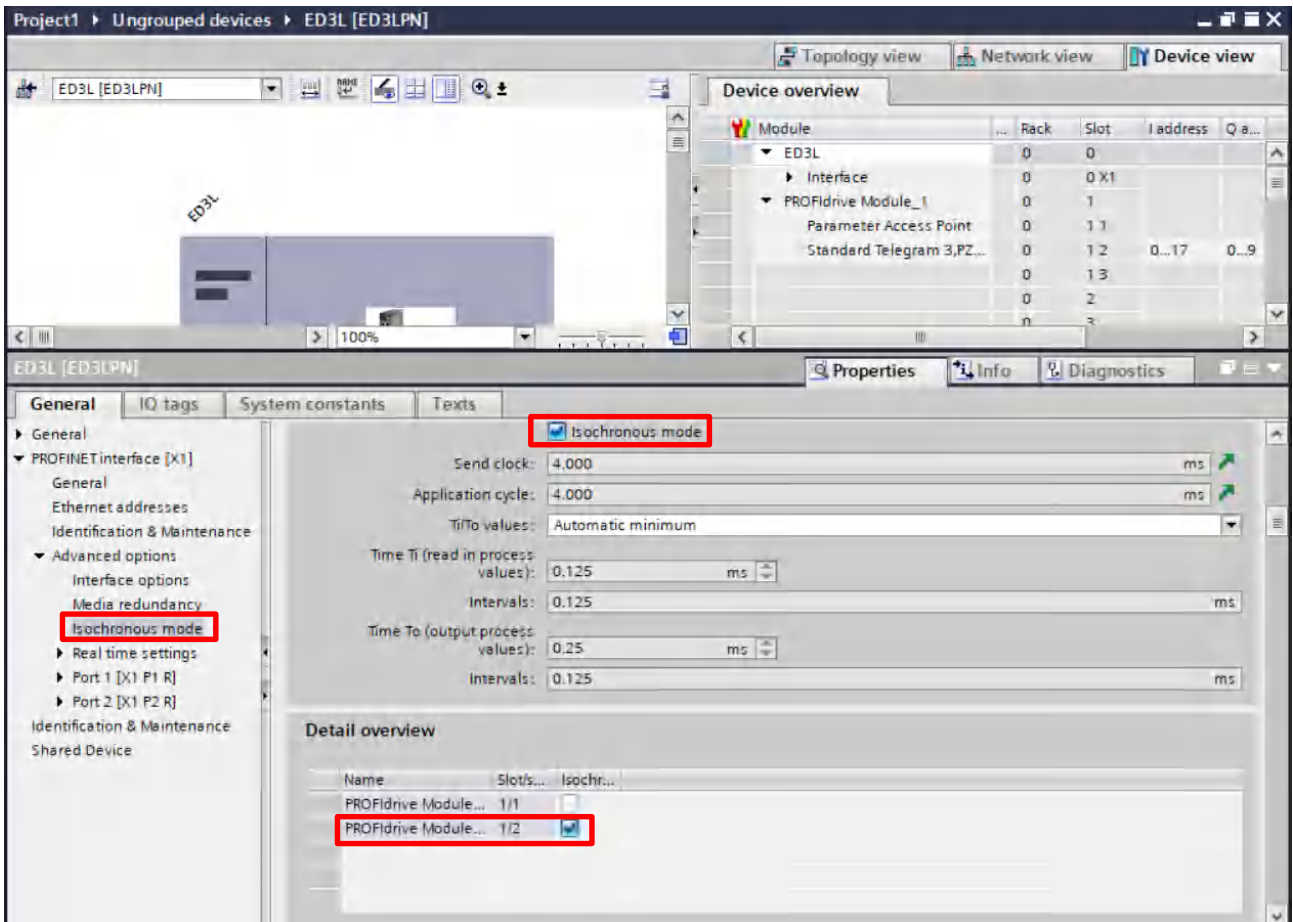 Project1 ▸ Ungrouped devices ▸ ED3L [ED3LPN]
Topology view Network view Device view
ED3L [ED3LPN]
Device overview
Module ... Rack Slot I address Q a...
ED3L 0 0
Interface 0 0 X1
PROFIdrive Module_1 0 1
Parameter Access Point 0 1 1
Standard Telegram 3,PZ... 0 1 2 0...17 0...9
0 1 3
0 2
0 3
ED3L
100%
ED3L [ED3LPN]
Properties Info Diagnostics
General IO tags System constants Texts
General
PROFINET interface [X1]
General
Ethernet addresses
Identification & Maintenance
Advanced options
Interface options
Media redundancy
Isochronous mode
Real time settings
Port 1 [X1 P1 R]
Port 2 [X1 P2 R]
Identification & Maintenance
Shared Device
Isochronous mode
Send clock: 4.000 ms
Application cycle: 4.000 ms
Ti/To values: Automatic minimum
Time Ti (read in process
values): 0.125 ms
Intervals: 0.125 ms
Time To (output process
values): 0.25 ms
Intervals: 0.125 ms
Detail overview
Name Slot/s... Isochr...
PROFIdrive Module... 1/1
PROFIdrive Module... 1/2